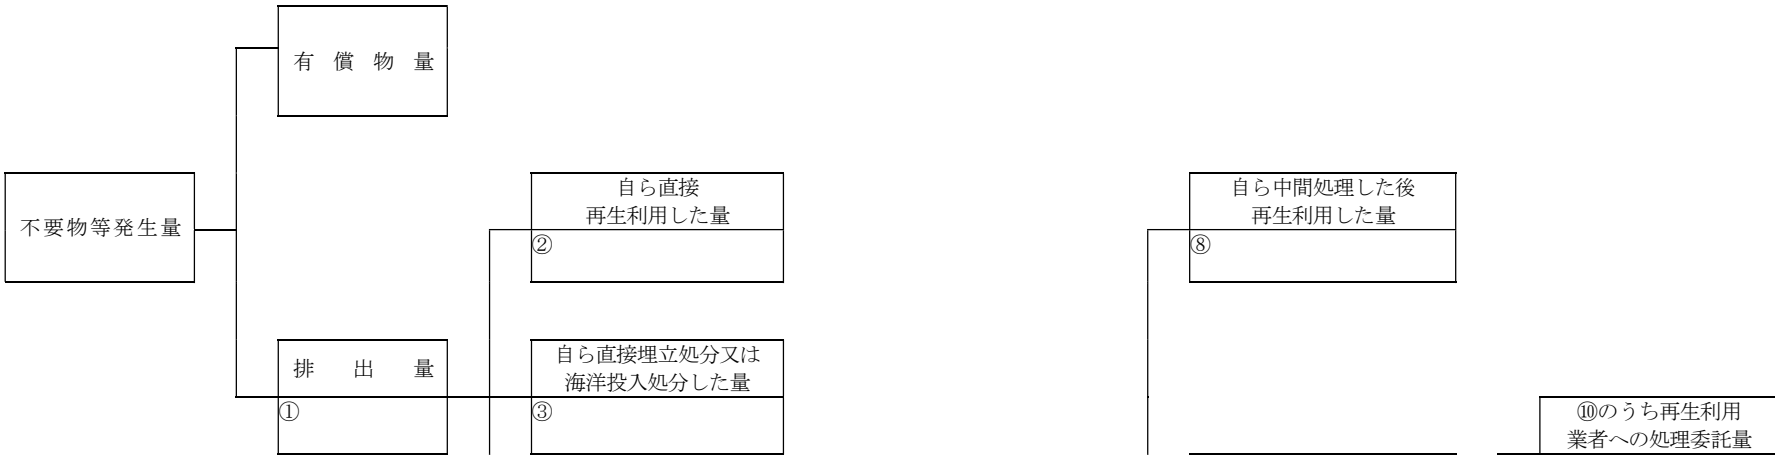 有償物量
不要物等発生量
自ら直接
再生利用した量
②
自ら中間処理した後
再生利用した量
⑧
排出量
①
自ら直接埋立処分又は
海洋投入処分した量
③
⑩のうち再生利用
業者への処理委託量